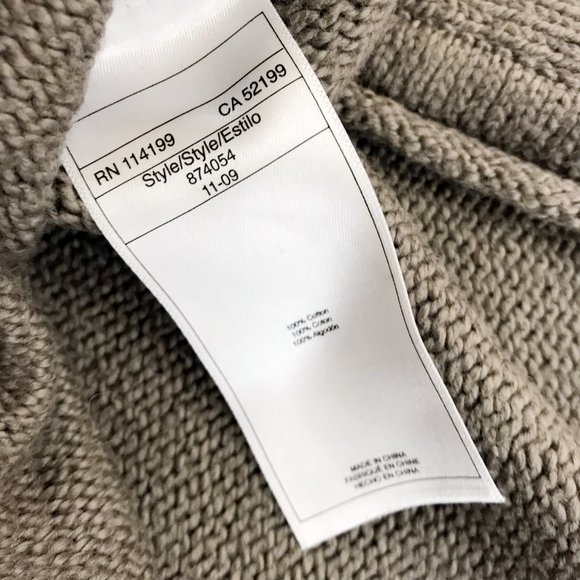 RN 114199 CA 52199
Style/Style/Estilo
874054
11-09
100% Cotton
100% Coton
100% Algodón
MADE IN CHINA
FABRIQUÉ EN CHINE
HECHO EN CHINA